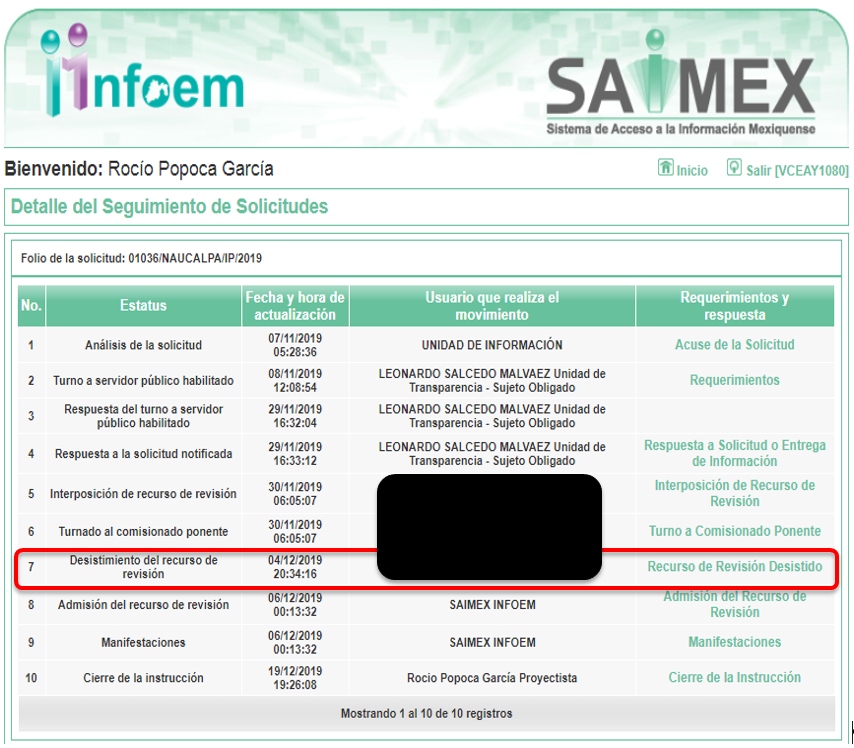 infoem
SAIMEX
Sistema de Acceso a la Información Mexiquense
Bienvenido: Rocío Popoca García
Inicio
Salir [VCEAY1080]
Detalle del Seguimiento de Solicitudes
Folio de la solicitud: 01036/NAUCALPA/IP/2019
No. Estatus Fecha y hora de actualización Usuario que realiza el movimiento Requerimientos y respuesta
1 Análisis de la solicitud 07/11/2019 05:28:36 UNIDAD DE INFORMACIÓN Acuse de la Solicitud
2 Turno a servidor público habilitado 08/11/2019 12:08:54 LEONARDO SALCEDO MALVAEZ Unidad de Transparencia - Sujeto Obligado Requerimientos
3 Respuesta del turno a servidor público habilitado 29/11/2019 16:32:04 LEONARDO SALCEDO MALVAEZ Unidad de Transparencia - Sujeto Obligado
4 Respuesta a la solicitud notificada 29/11/2019 16:33:12 LEONARDO SALCEDO MALVAEZ Unidad de Transparencia - Sujeto Obligado Respuesta a Solicitud o Entrega de Información
5 Interposición de recurso de revisión 30/11/2019 06:05:07 Interposición de Recurso de Revisión
6 Turnado al comisionado ponente 30/11/2019 06:05:07 Turno a Comisionado Ponente
7 Desistimiento del recurso de revisión 04/12/2019 20:34:16 Recurso de Revisión Desistido
8 Admisión del recurso de revisión 06/12/2019 00:13:32 SAIMEX INFOEM Admisión del Recurso de Revisión
9 Manifestaciones 06/12/2019 00:13:32 SAIMEX INFOEM Manifestaciones
10 Cierre de la instrucción 19/12/2019 19:26:08 Rocio Popoca García Proyectista Cierre de la Instrucción
Mostrando 1 al 10 de 10 registros